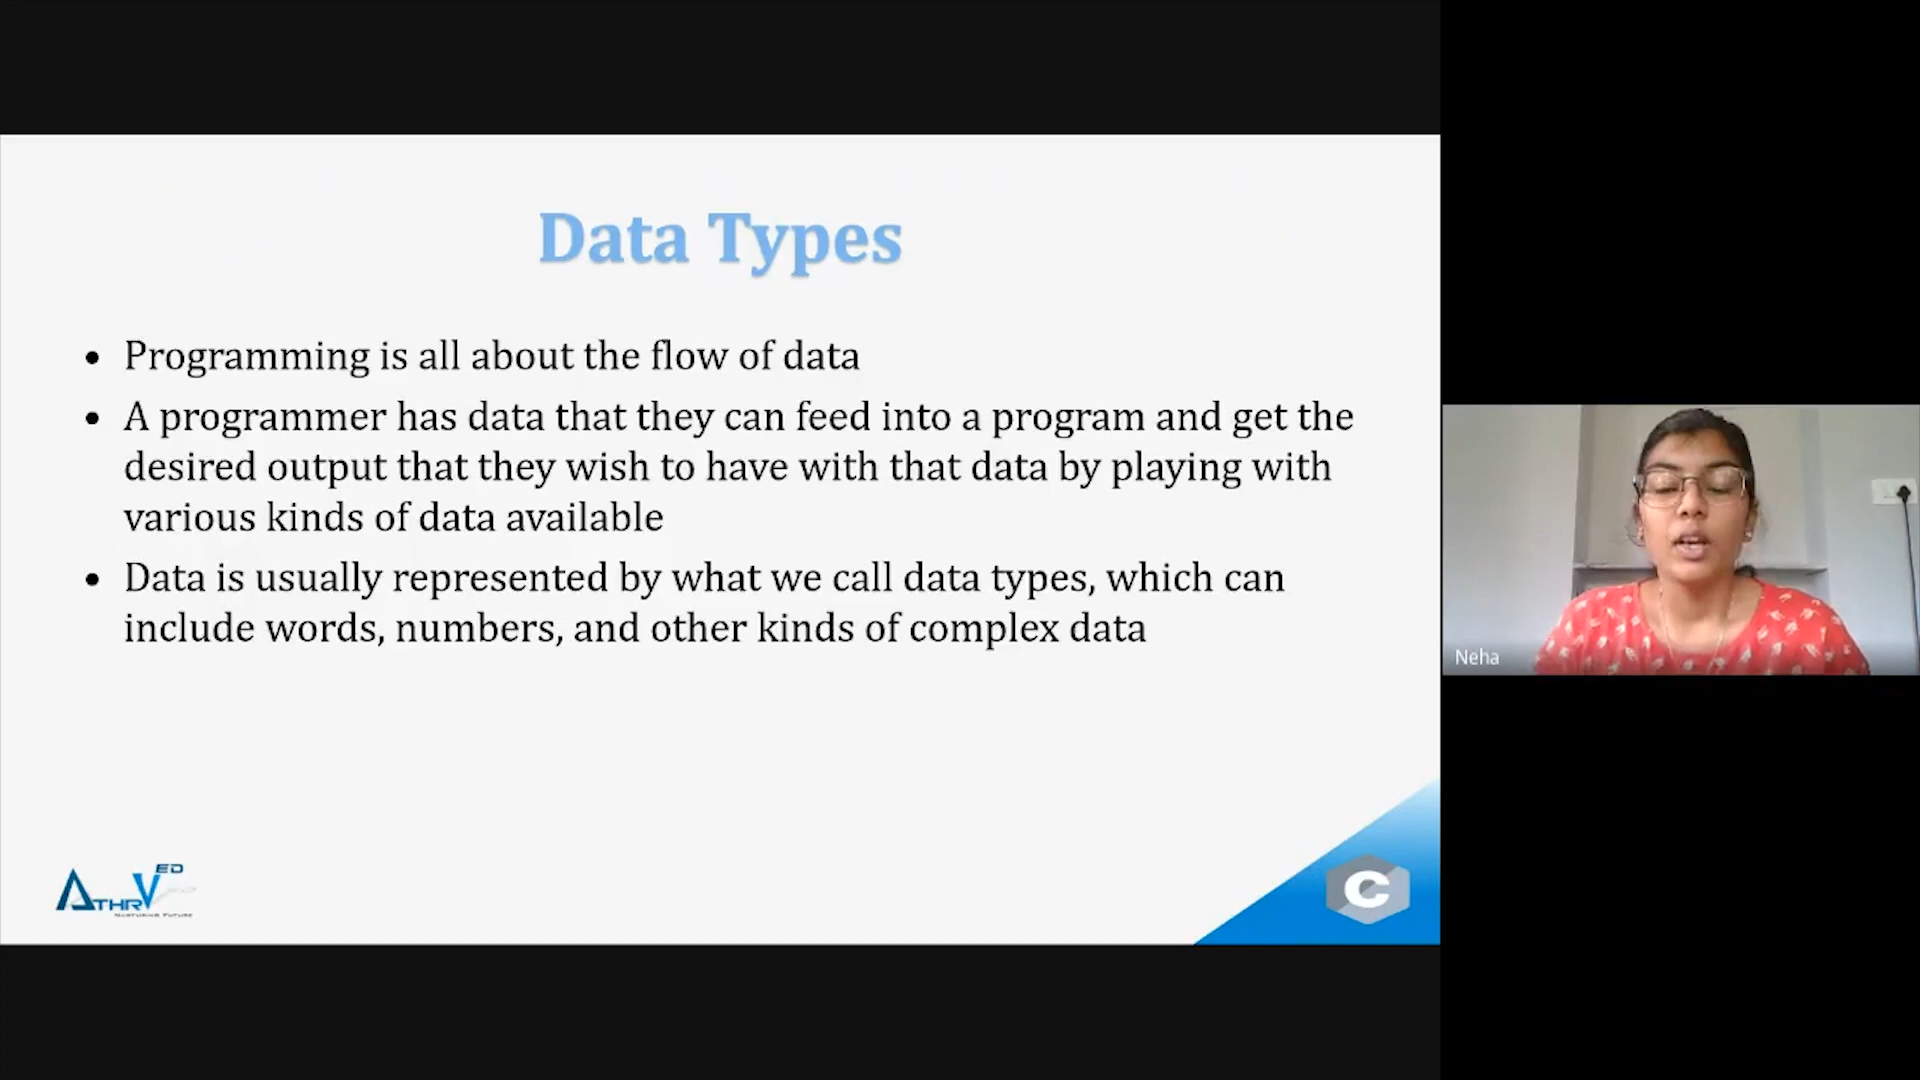 Data Types
• Programming is all about the flow of data
• A programmer has data that they can feed into a program and get the
desired output that they wish to have with that data by playing with
various kinds of data available
• Data is usually represented by what we call data types, which can
include words, numbers, and other kinds of complex data
Neha
ATHRVED
Nurturing Future
C